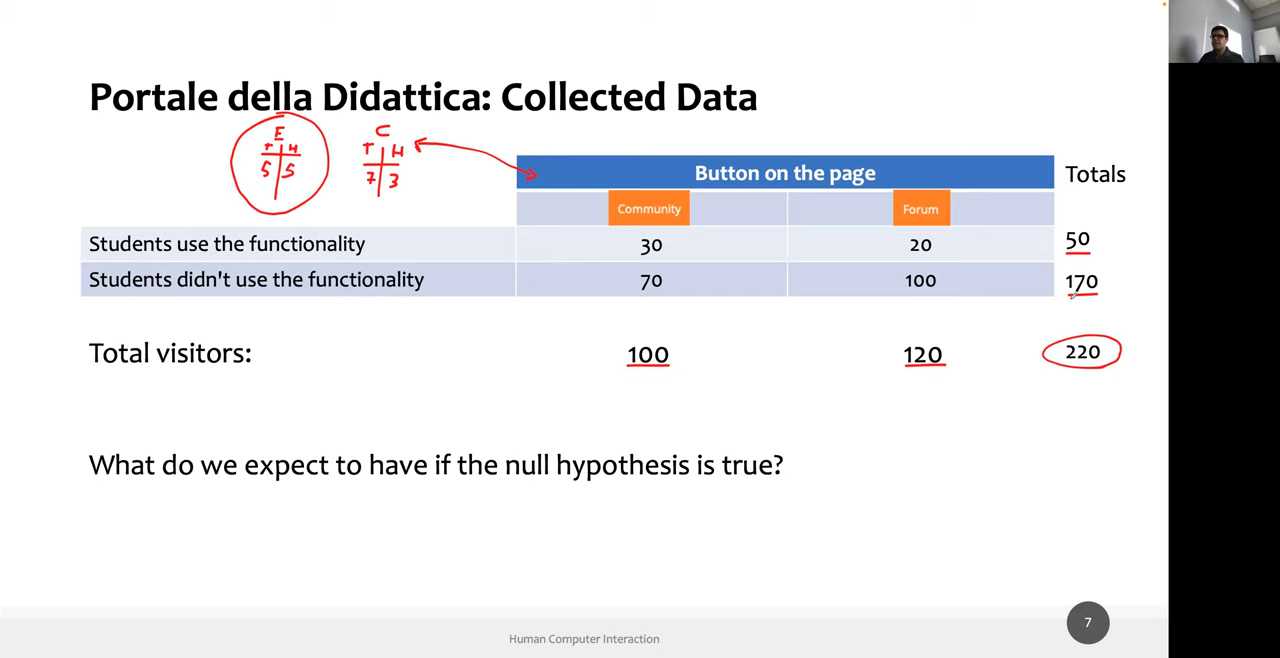 Portale della Didattica: Collected Data
E
T H
5 5
C
T H
7 3
Button on the page
Totals
Community Forum
Students use the functionality 30 20 50
Students didn't use the functionality 70 100 170
Total visitors: 100 120 220
What do we expect to have if the null hypothesis is true?
Human Computer Interaction
7